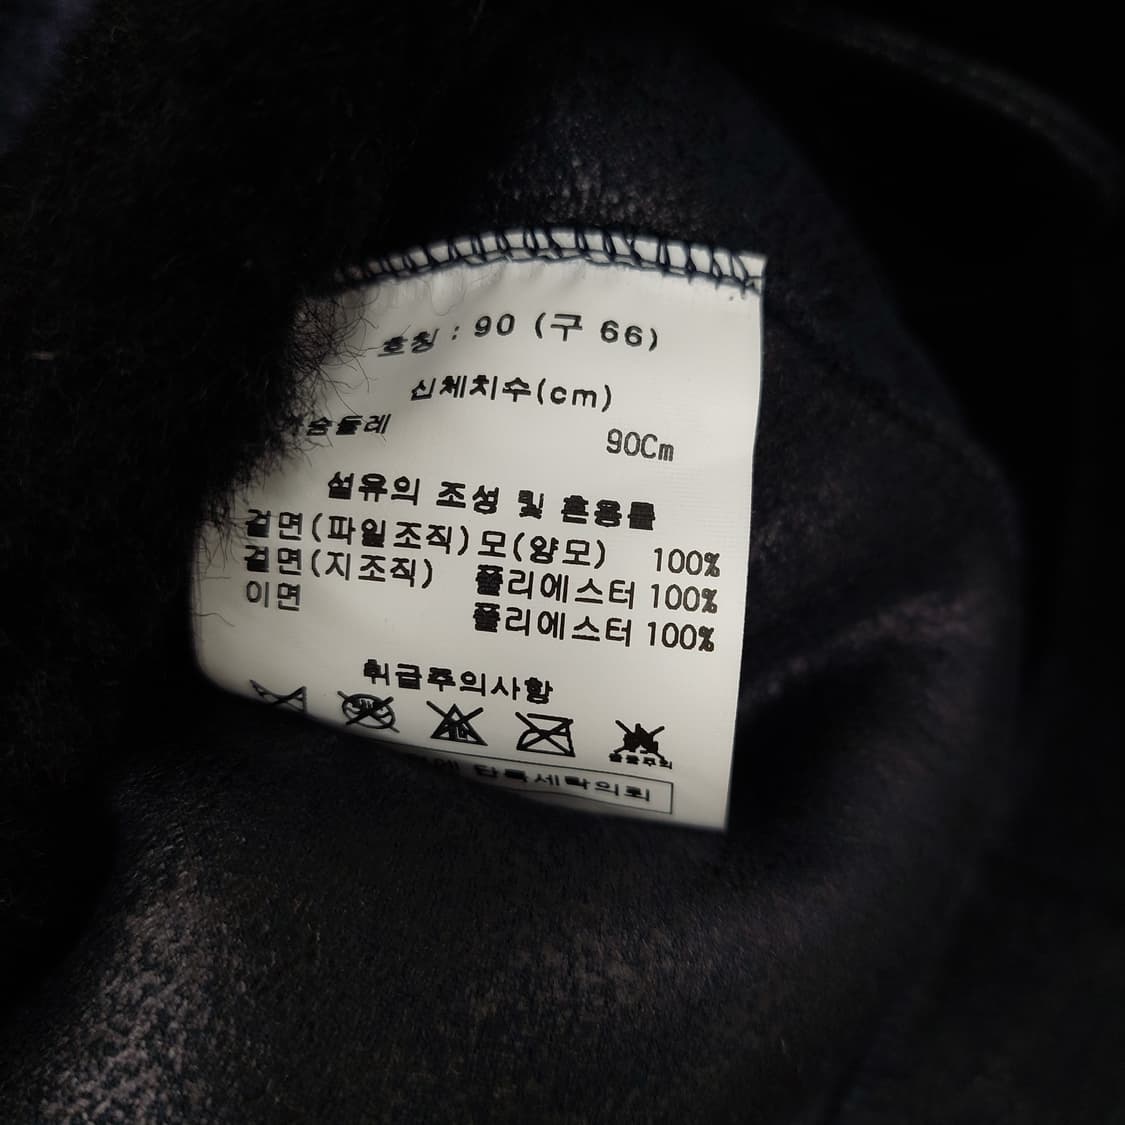 호칭 : 90 (구 66)
신체치수(cm)
가슴둘레 90Cm
섬유의 조성 및 혼용률
겉면(파일조직) 모(양모) 100%
겉면(지조직) 폴리에스터 100%
이면 폴리에스터 100%
취급주의사항
탄특세탁의뢰